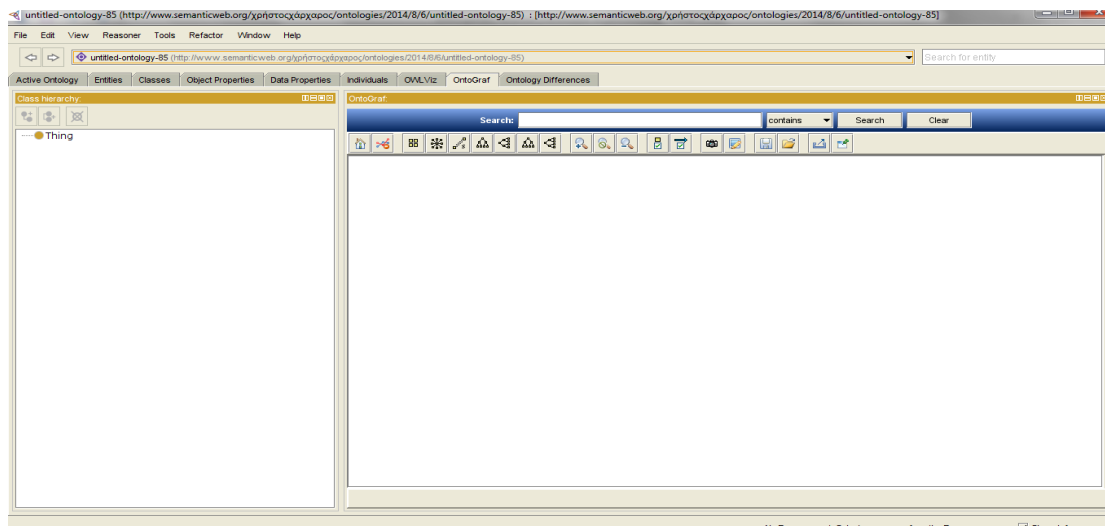 untitled-ontology-85 (http://www.semanticweb.org/χρήστοςχάρχαρος/ontologies/2014/8/6/untitled-ontology-85) : [http://www.semanticweb.org/χρήστοςχάρχαρος/ontologies/2014/8/6/untitled-ontology-85]
File Edit View Reasoner Tools Refactor Window Help
untitled-ontology-85 (http://www.semanticweb.org/χρήστοςχάρχαρος/ontologies/2014/8/6/untitled-ontology-85) Search for entity
Active Ontology Entities Classes Object Properties Data Properties Individuals OWLViz OntoGraf Ontology Differences
Class hierarchy: OntoGraf:
Search: contains Search Clear
Thing